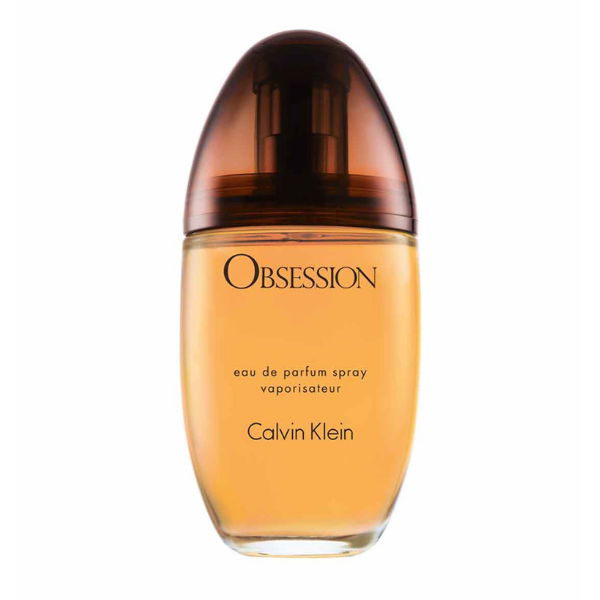 OBSESSION
eau de parfum spray
vaporisateur
Calvin Klein